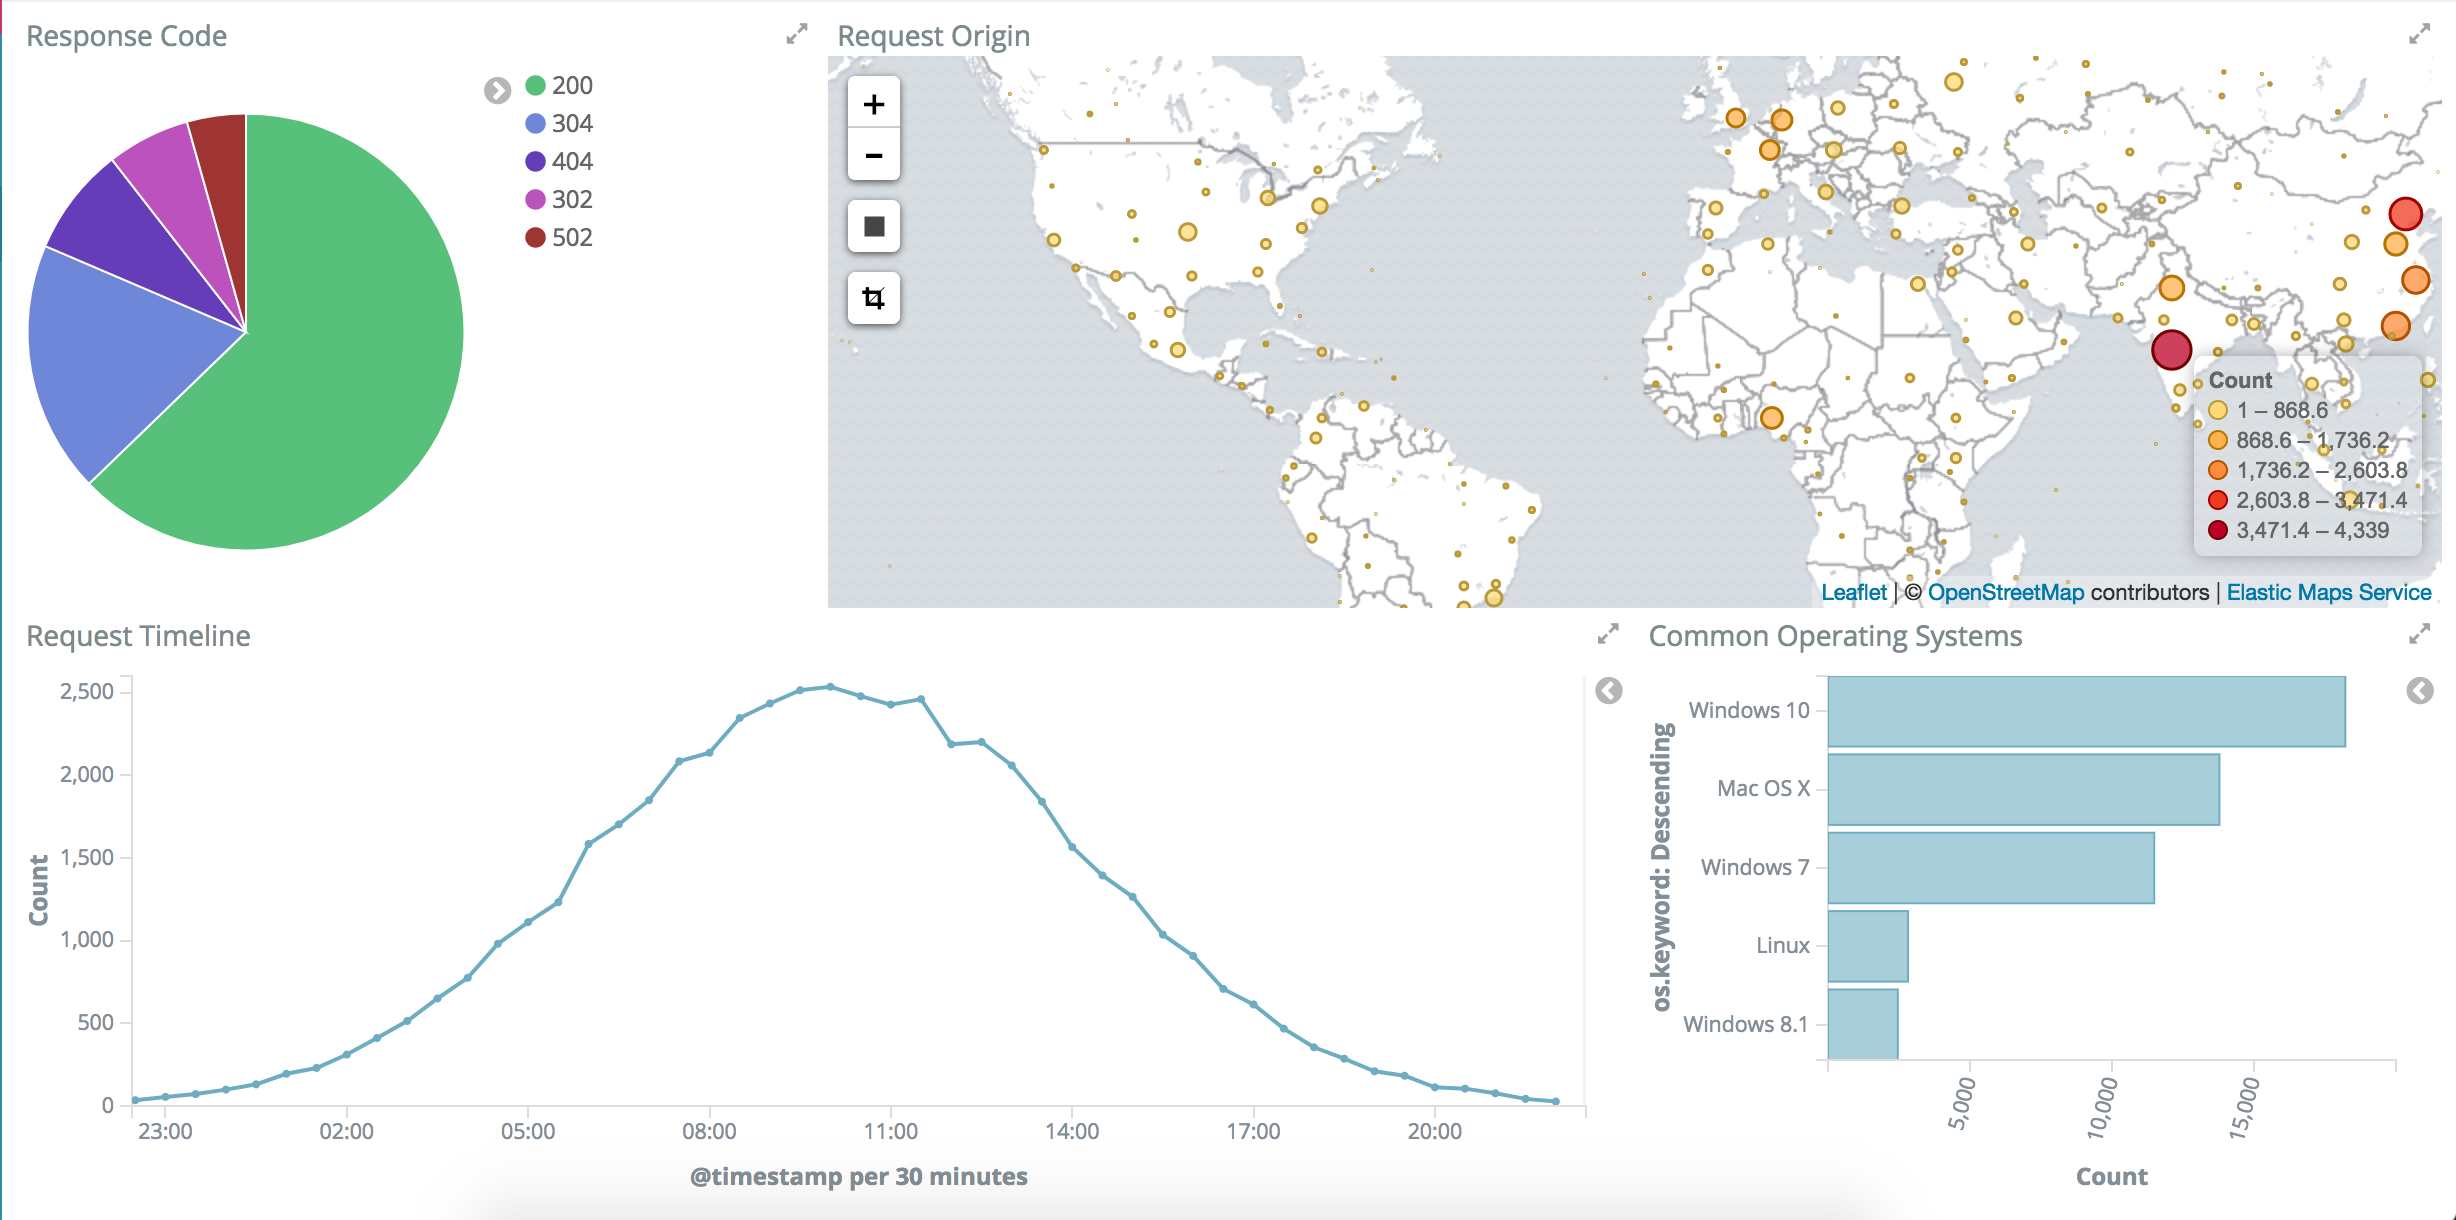 Response Code
200
304
404
302
502
Request Origin
+
−
Count
1 – 868.6
868.6 – 1,736.2
1,736.2 – 2,603.8
2,603.8 – 3,471.4
3,471.4 – 4,339
Leaflet | © OpenStreetMap contributors | Elastic Maps Service
Request Timeline
2,500
2,000
1,500
1,000
500
0
Count
23:00 02:00 05:00 08:00 11:00 14:00 17:00 20:00
@timestamp per 30 minutes
Common Operating Systems
os.keyword: Descending
Windows 10
Mac OS X
Windows 7
Linux
Windows 8.1
5,000 10,000 15,000
Count